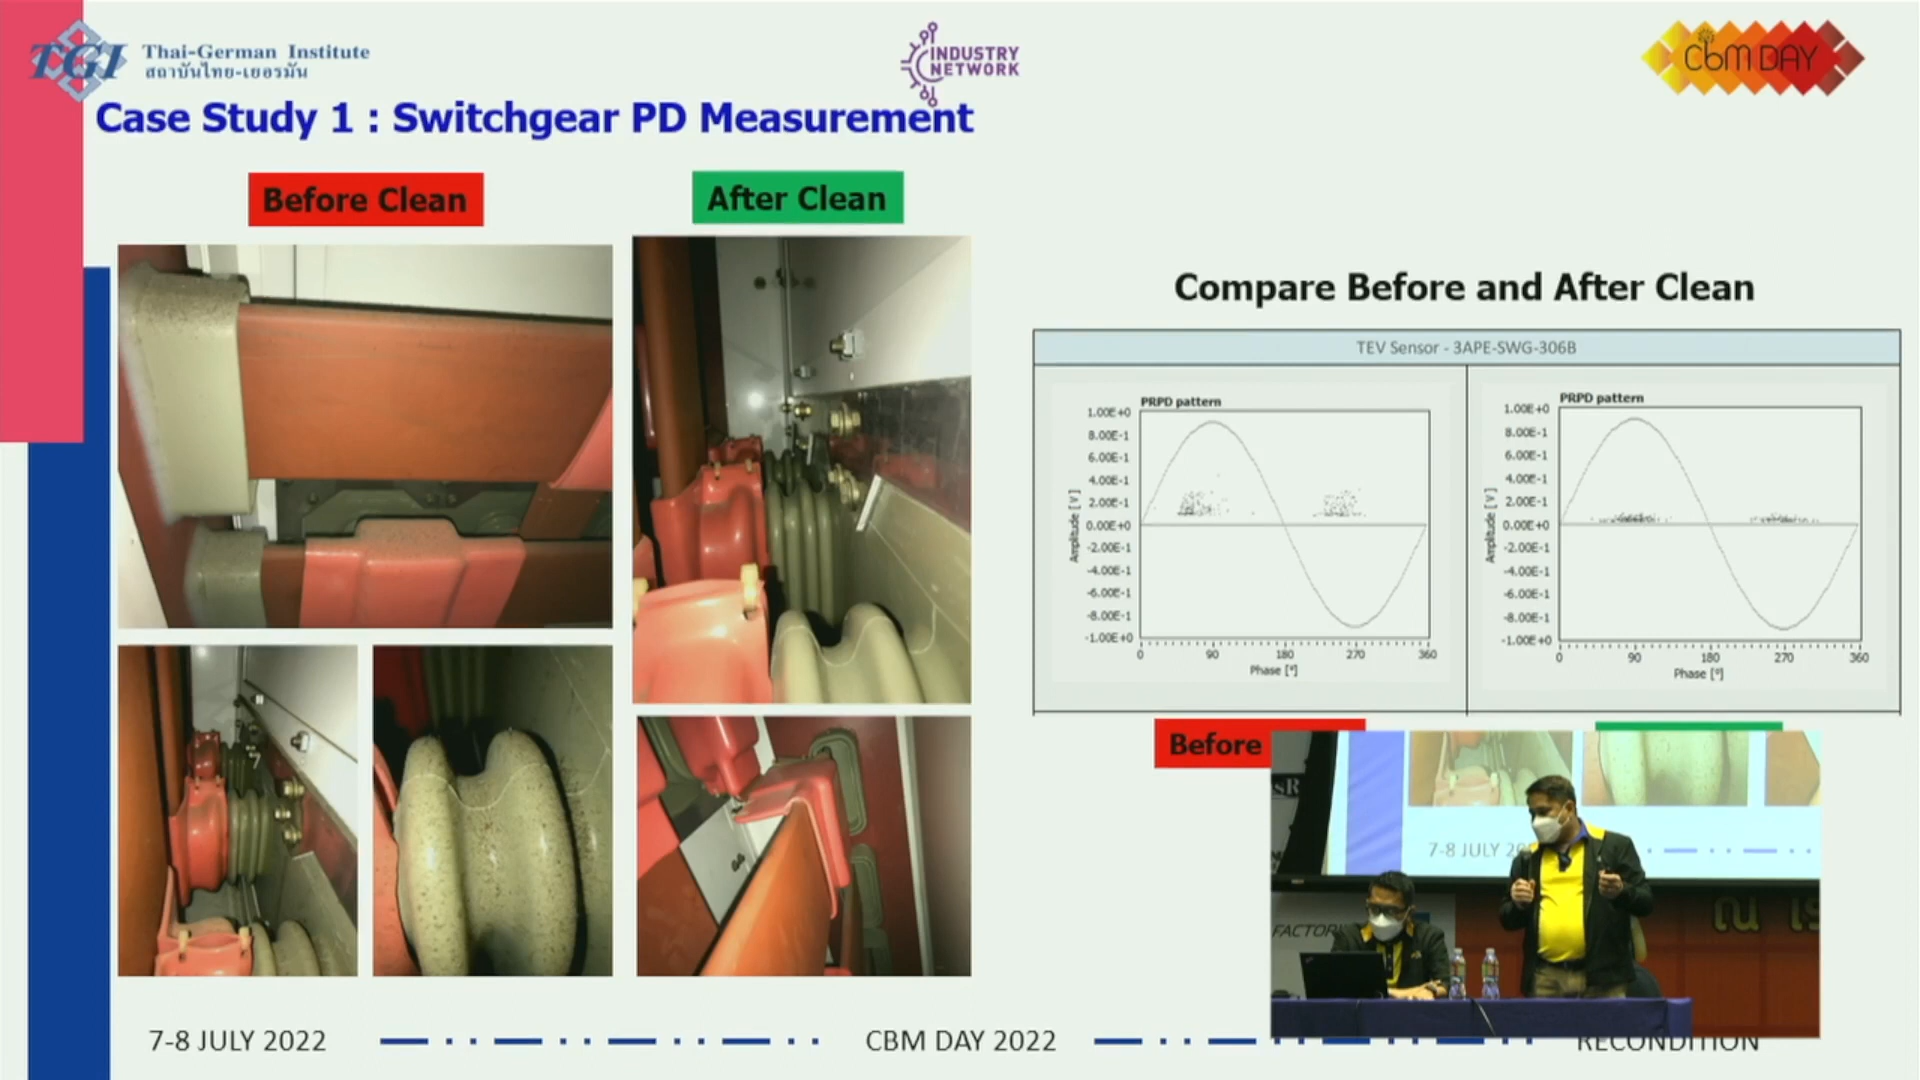 TGI
Thai-German Institute
สถาบันไทย-เยอรมัน
INDUSTRY
NETWORK
CbM DAY
Case Study 1 : Switchgear PD Measurement
Before Clean
After Clean
Compare Before and After Clean
TEV Sensor - 3APE-SWG-306B
PRPD pattern
1.00E+0
8.00E-1
6.00E-1
4.00E-1
2.00E-1
0.00E+0
-2.00E-1
-4.00E-1
-6.00E-1
-8.00E-1
-1.00E+0
Amplitude [V]
0 90 180 270 360
Phase [°]
PRPD pattern
1.00E+0
8.00E-1
6.00E-1
4.00E-1
2.00E-1
0.00E+0
-2.00E-1
-4.00E-1
-6.00E-1
-8.00E-1
-1.00E+0
Amplitude [V]
0 90 180 270 360
Phase [°]
Before
7-8 JULY
FACTOR
ณ
7-8 JULY 2022
CBM DAY 2022
RECONDITION